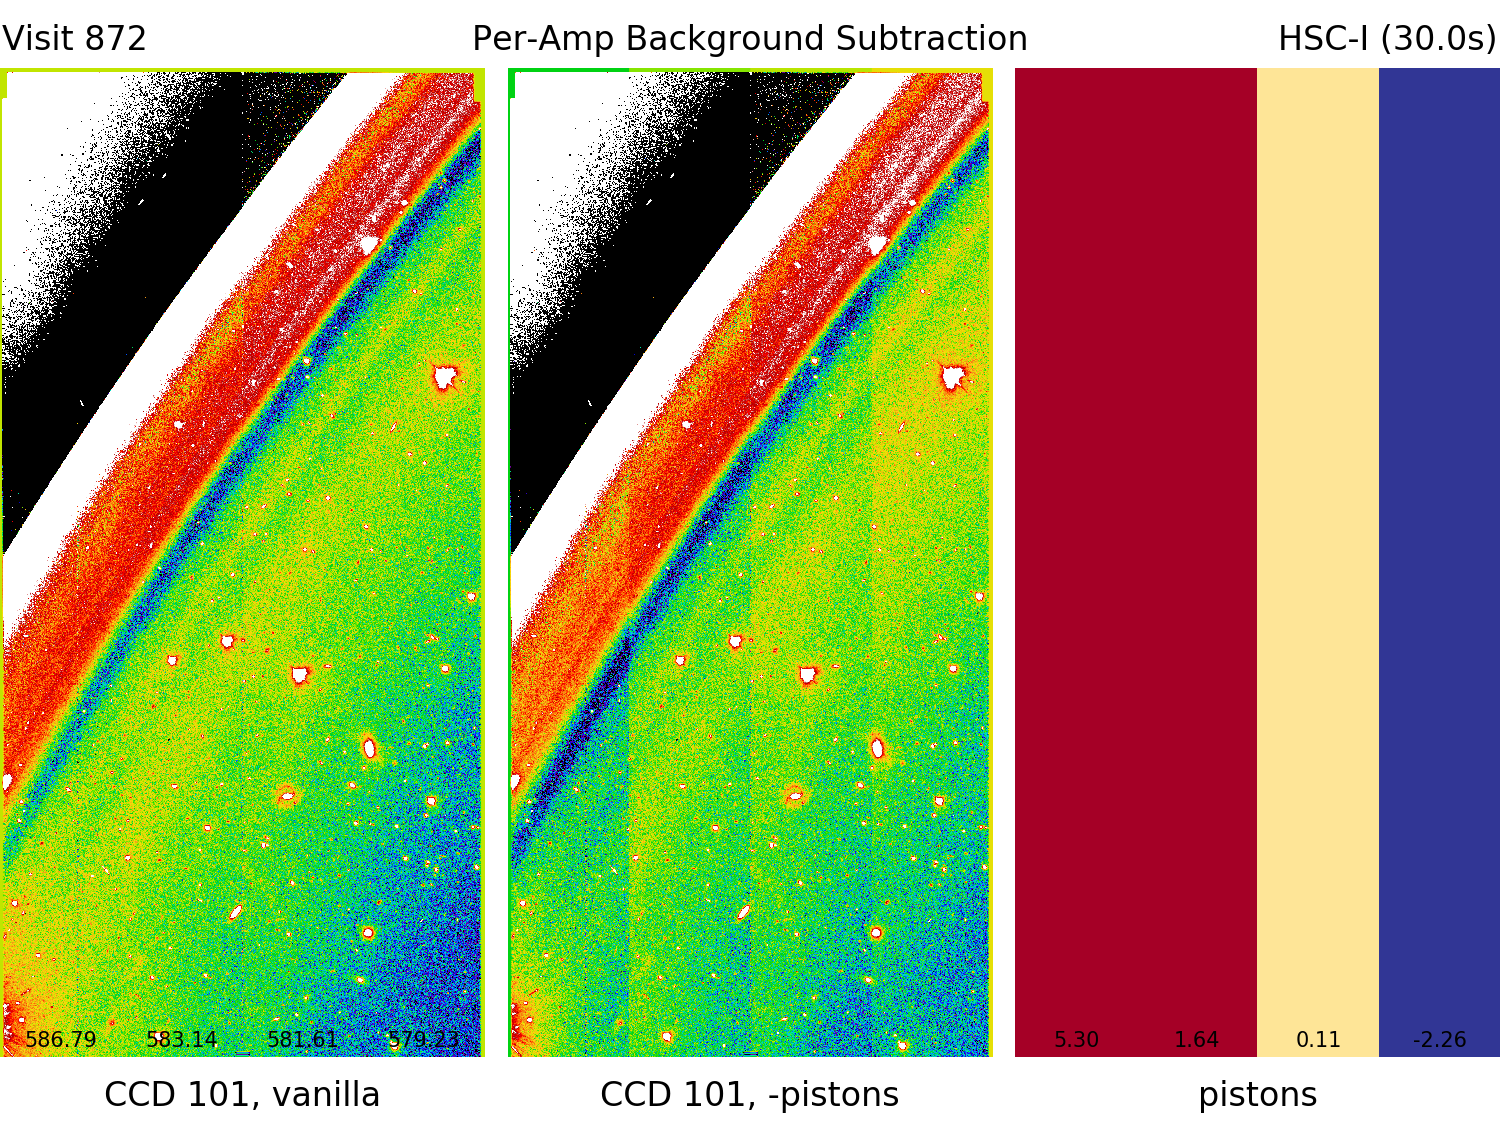 Visit 872
Per-Amp Background Subtraction
HSC-I (30.0s)
586.79 583.14 581.61 579.23
5.30 1.64 0.11 -2.26
CCD 101, vanilla
CCD 101, -pistons
pistons